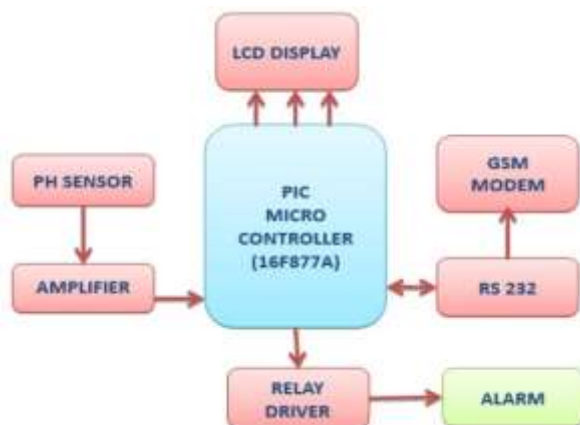 LCD DISPLAY
PH SENSOR
PIC
MICRO
CONTROLLER
(16F877A)
GSM
MODEM
AMPLIFIER
RS 232
RELAY
DRIVER
ALARM